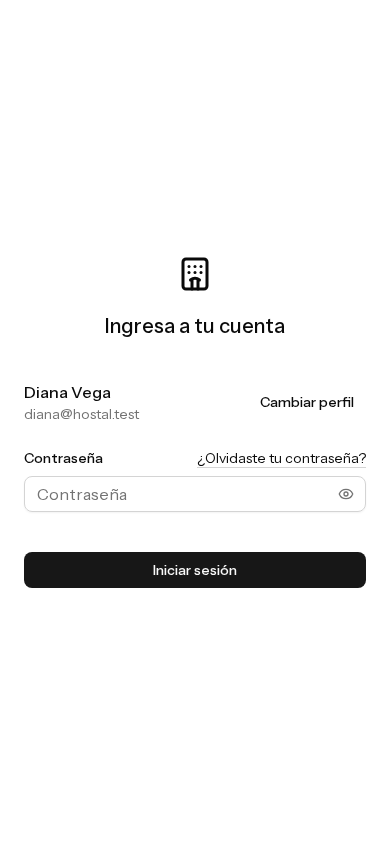 Ingresa a tu cuenta
Diana Vega
diana@hostal.test
Cambiar perfil
Contraseña
¿Olvidaste tu contraseña?
Contraseña
Iniciar sesión